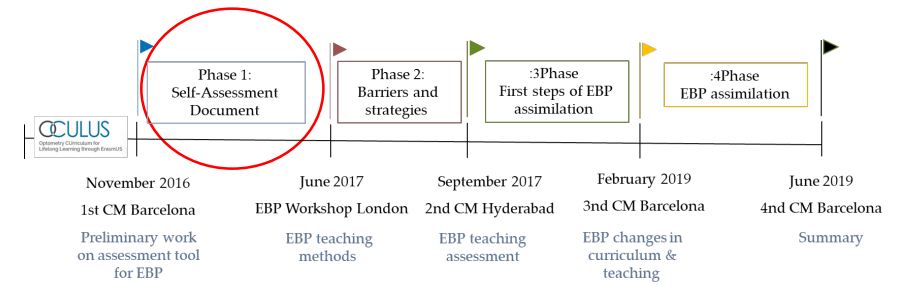 Phase 1:
Self-Assessment
Document
Phase 2:
Barriers and
strategies
:3Phase
First steps of EBP
assimilation
:4Phase
EBP assimilation
OCULUS
Optometry CUrriculum for
Lifelong Learning through ErasmUS
November 2016
1st CM Barcelona
Preliminary work
on assessment tool
for EBP
June 2017
EBP Workshop London
EBP teaching
methods
September 2017
2nd CM Hyderabad
EBP teaching
assessment
February 2019
3nd CM Barcelona
EBP changes in
curriculum &
teaching
June 2019
4nd CM Barcelona
Summary